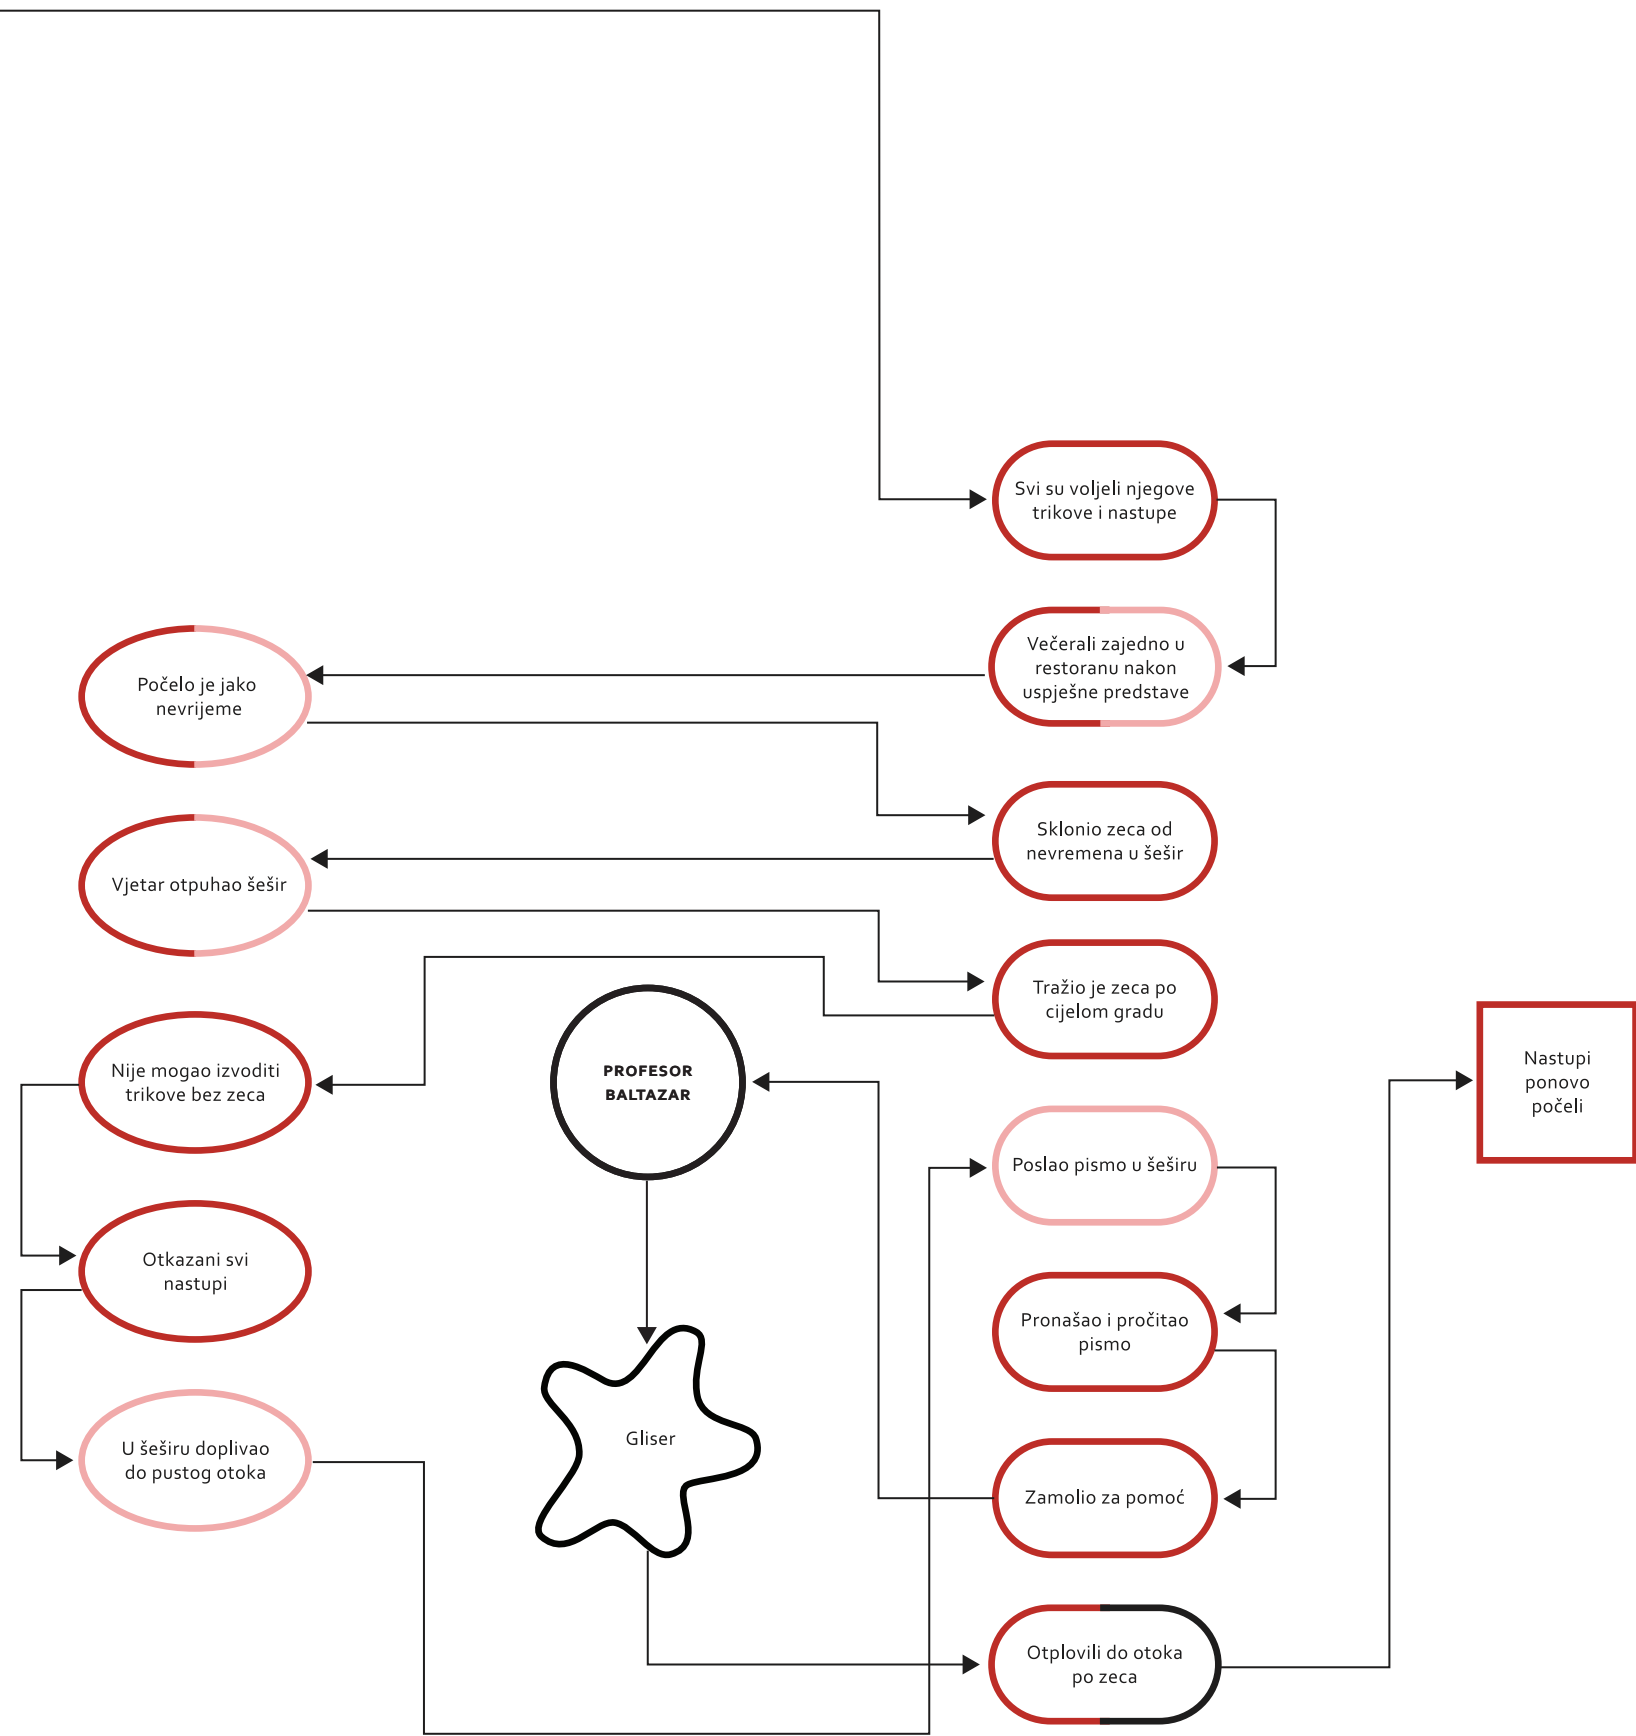 Svi su voljeli njegove
trikove i nastupe
Večerali zajedno u
restoranu nakon
uspješne predstave
Počelo je jako
nevrijeme
Sklonio zeca od
nevremena u šešir
Vjetar otpuhao šešir
Tražio je zeca po
cijelom gradu
Nije mogao izvoditi
trikove bez zeca
Otkazani svi
nastupi
U šeširu doplivao
do pustog otoka
Poslao pismo u šeširu
Pronašao i pročitao
pismo
Zamolio za pomoć
PROFESOR
BALTAZAR
Gliser
Otplovili do otoka
po zeca
Nastupi
ponovo
počeli